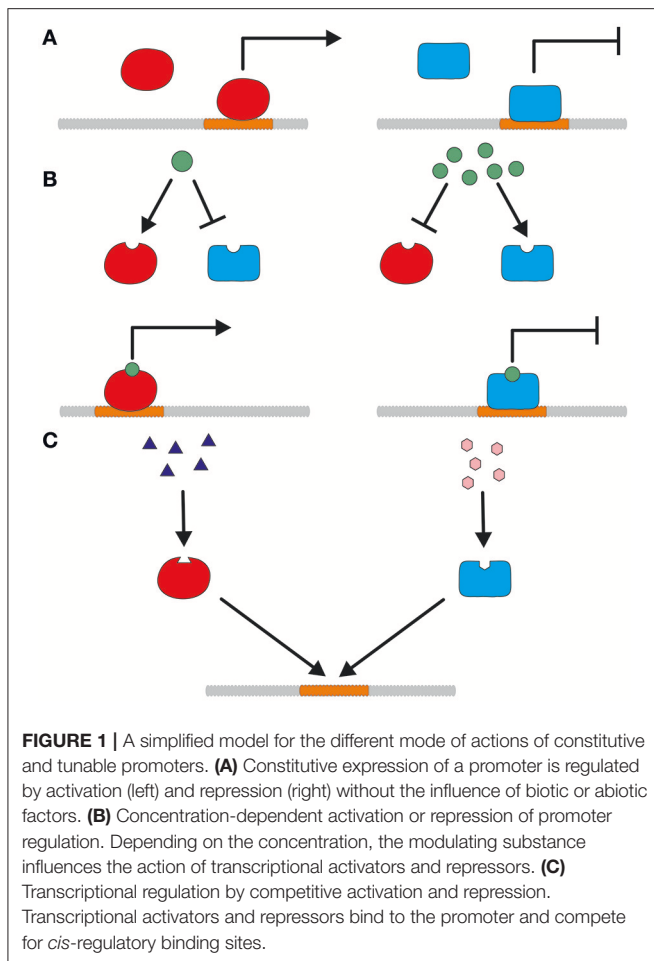 A
B
C
FIGURE 1 | A simplified model for the different mode of actions of constitutive
and tunable promoters. (A) Constitutive expression of a promoter is regulated
by activation (left) and repression (right) without the influence of biotic or abiotic
factors. (B) Concentration-dependent activation or repression of promoter
regulation. Depending on the concentration, the modulating substance
influences the action of transcriptional activators and repressors. (C)
Transcriptional regulation by competitive activation and repression.
Transcriptional activators and repressors bind to the promoter and compete
for cis-regulatory binding sites.